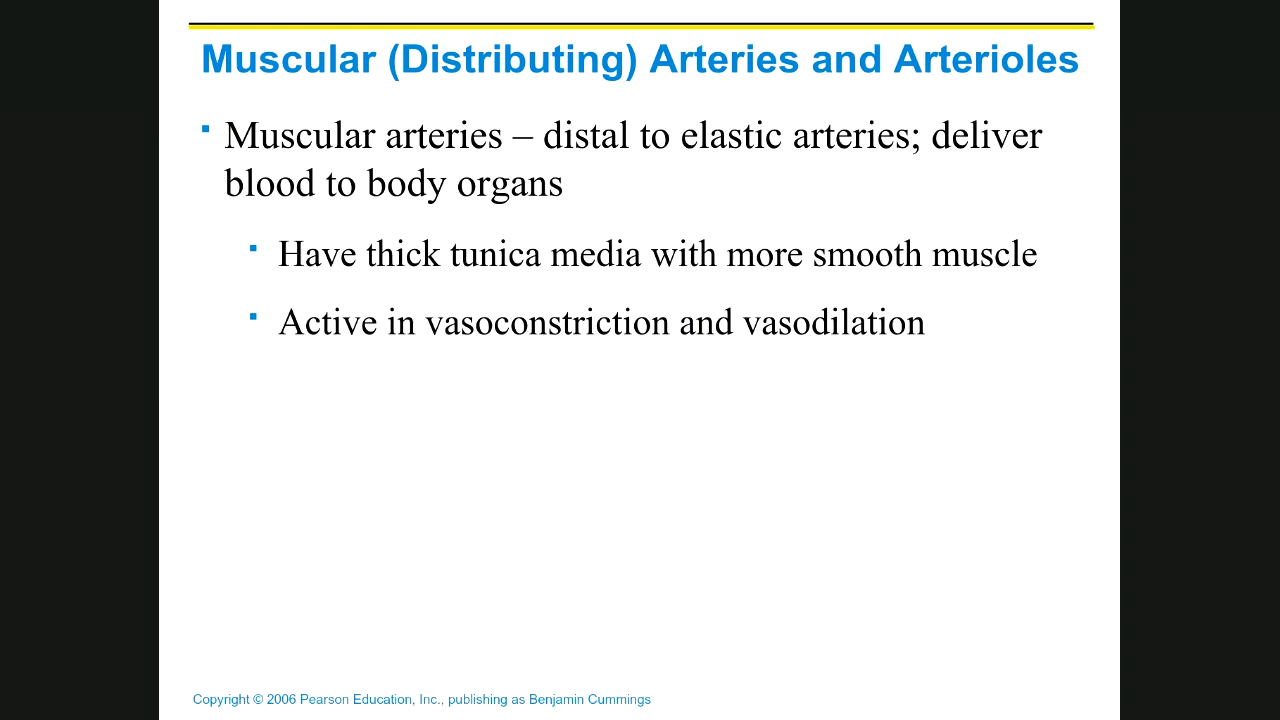 Muscular (Distributing) Arteries and Arterioles
▪ Muscular arteries – distal to elastic arteries; deliver
blood to body organs
▪ Have thick tunica media with more smooth muscle
▪ Active in vasoconstriction and vasodilation
Copyright © 2006 Pearson Education, Inc., publishing as Benjamin Cummings